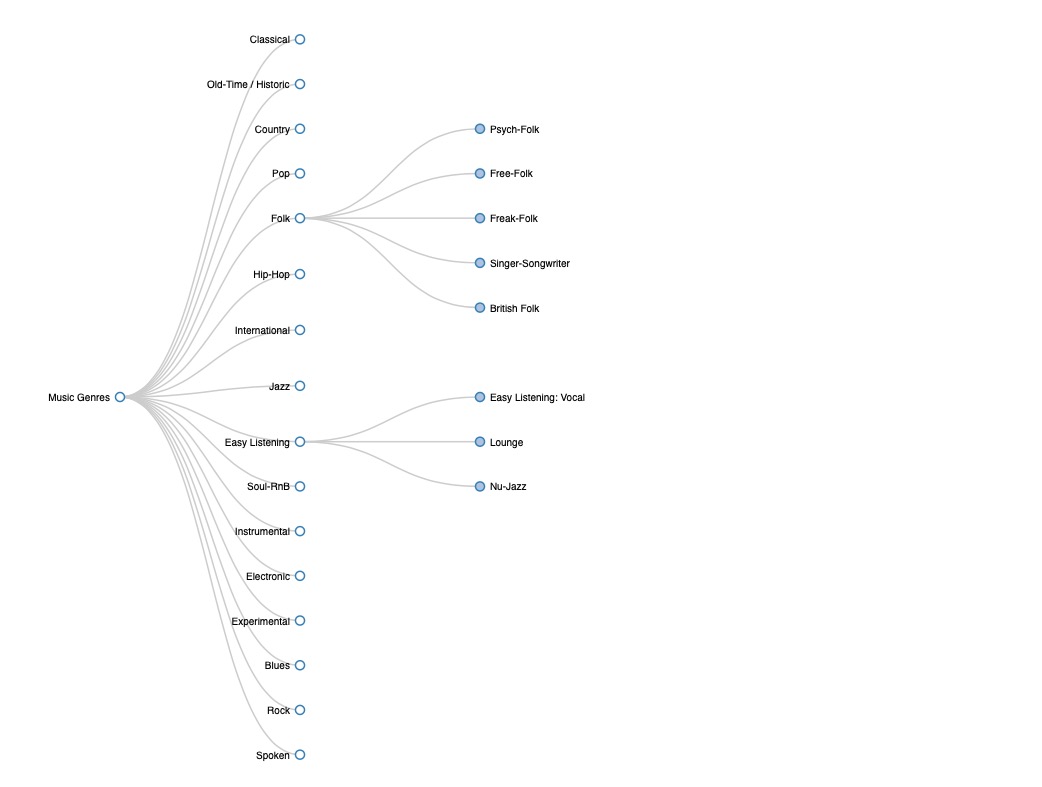 Classical
Old-Time / Historic
Country
Psych-Folk
Pop
Free-Folk
Folk
Freak-Folk
Singer-Songwriter
Hip-Hop
British Folk
International
Jazz
Music Genres
Easy Listening: Vocal
Easy Listening
Lounge
Soul-RnB
Nu-Jazz
Instrumental
Electronic
Experimental
Blues
Rock
Spoken